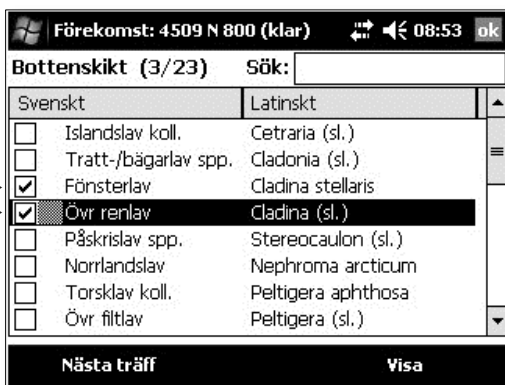 Förekomst: 4509 N 800 (klar) 08:53 ok
Bottenskikt (3/23) Sök:
Svenskt Latinskt
Islandslav koll. Cetraria (sl.)
Tratt-/bägarlav spp. Cladonia (sl.)
Fönsterlav Cladina stellaris
Övr renlav Cladina (sl.)
Påskrislav spp. Stereocaulon (sl.)
Norrlandslav Nephroma arcticum
Torsklav koll. Peltigera aphthosa
Övr filtlav Peltigera (sl.)
Nästa träff Visa